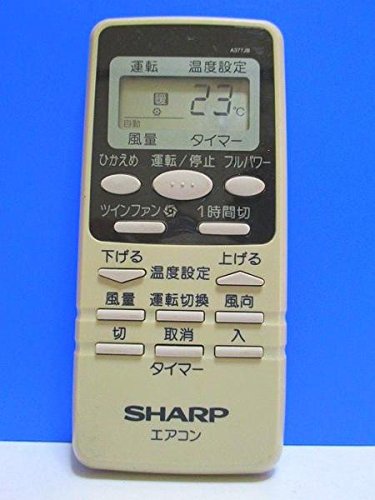 A377JB
運転 温度設定
暖 23℃
自動
風量 タイマー
ひかえめ 運転/停止 フルパワー
ツインファン 1時間切
下げる 温度設定 上げる
風量 運転切換 風向
切 取消 入
タイマー
SHARP
エアコン